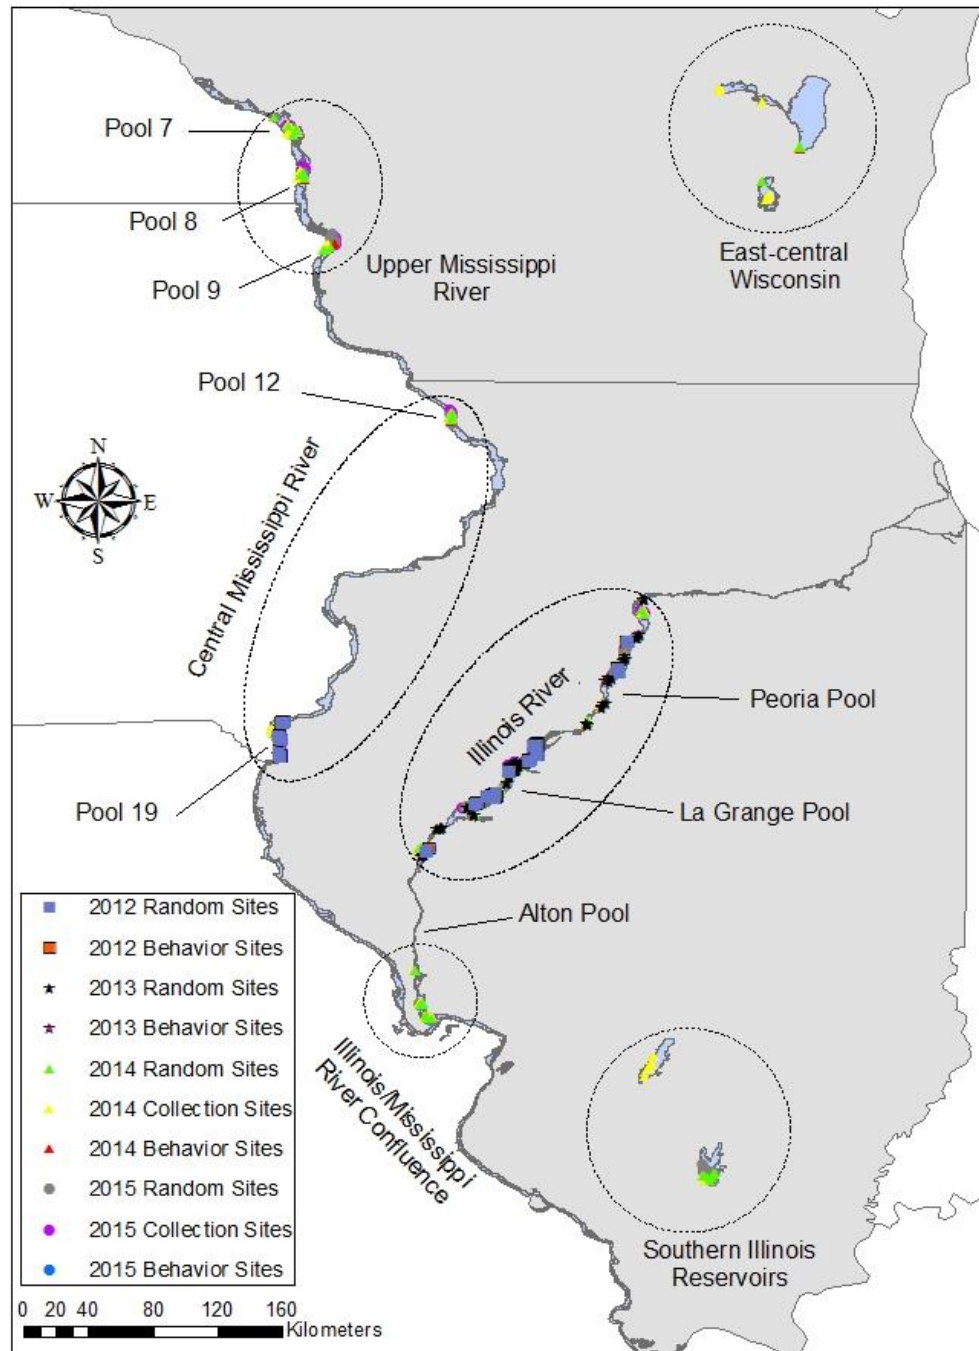 Pool 7
Pool 8
Pool 9
Upper Mississippi
River
East-central
Wisconsin
Pool 12
N
W
E
S
Central Mississippi River
Illinois River
Peoria Pool
La Grange Pool
Pool 19
Alton Pool
2012 Random Sites
2012 Behavior Sites
2013 Random Sites
2013 Behavior Sites
2014 Random Sites
2014 Collection Sites
2014 Behavior Sites
2015 Random Sites
2015 Collection Sites
2015 Behavior Sites
Illinois/Mississippi
River Confluence
Southern Illinois
Reservoirs
0 20 40 80 120 160
Kilometers